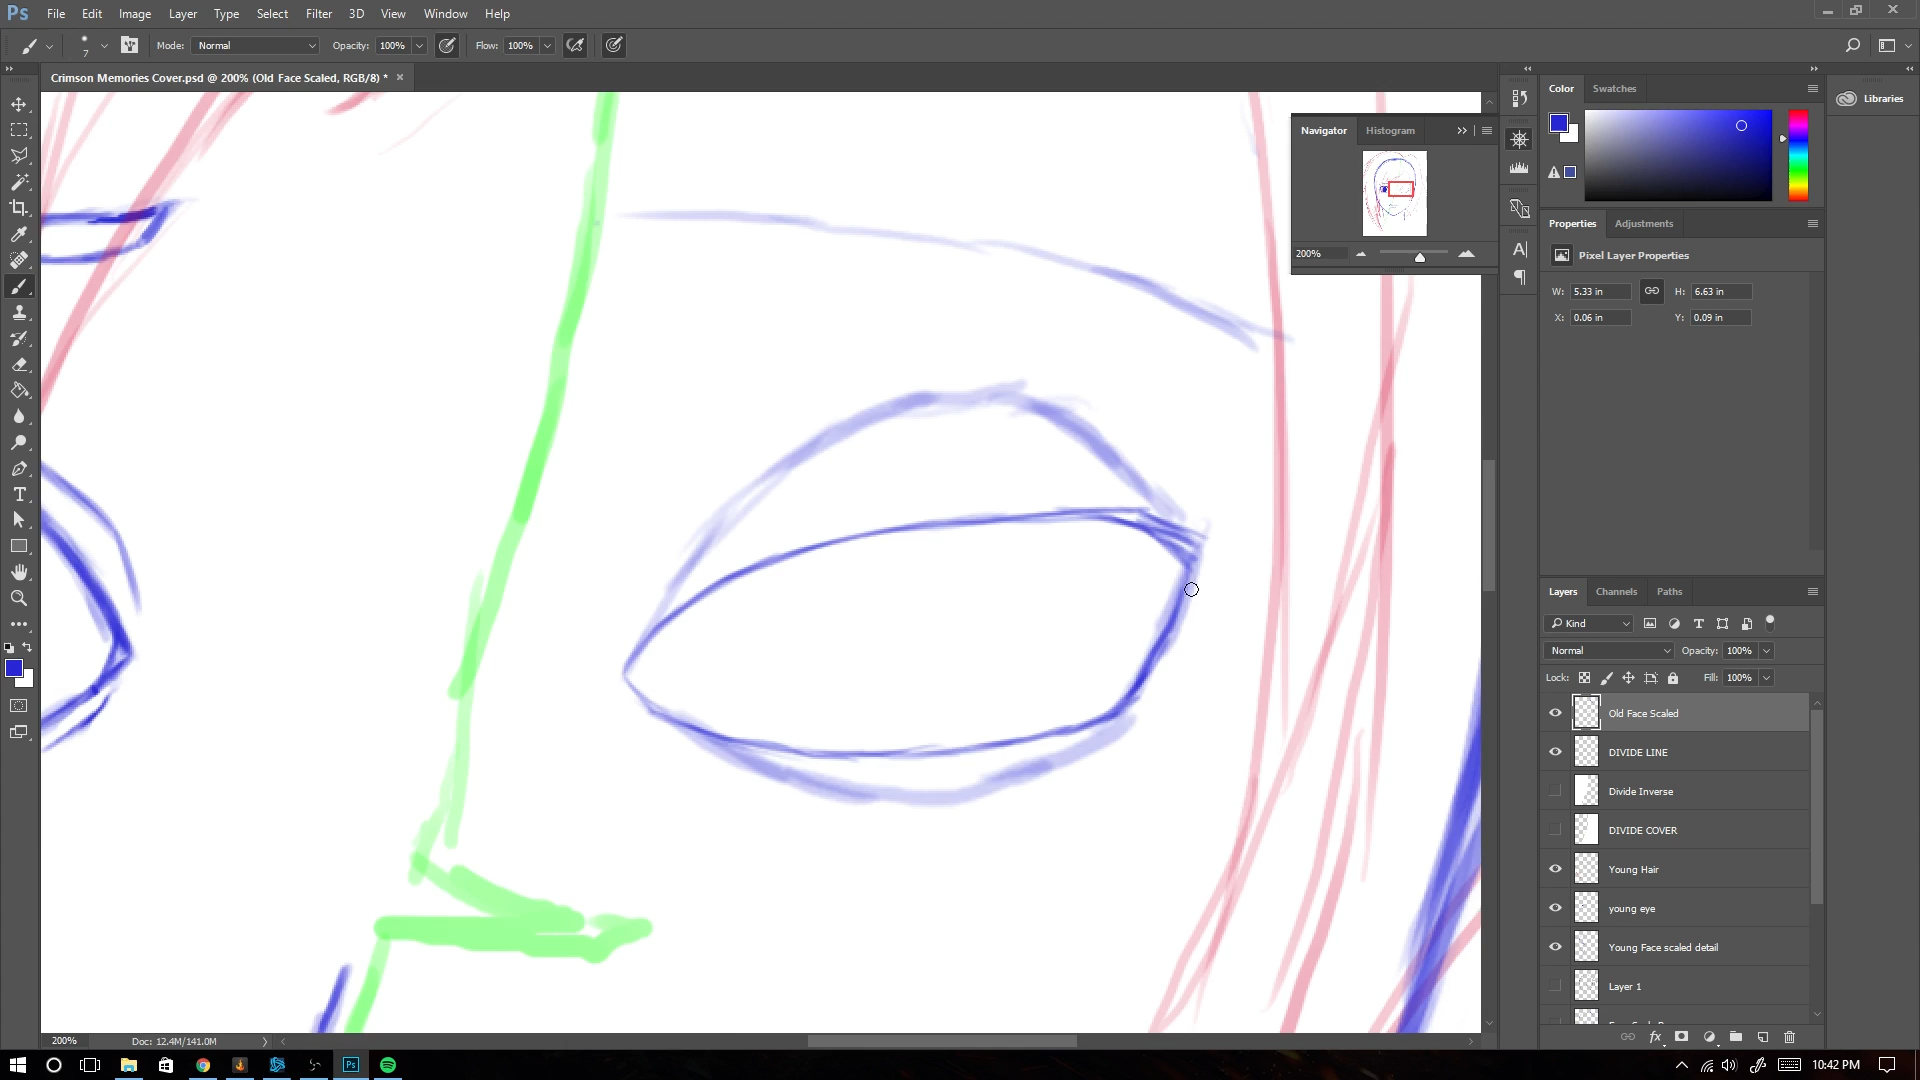 Ps File Edit Image Layer Type Select Filter 3D View Window Help
7 Mode: Normal Opacity: 100% Flow: 100%
Crimson Memories Cover.psd @ 200% (Old Face Scaled, RGB/8) * ×
Color Swatches
Libraries
Navigator Histogram
200%
Properties Adjustments
Pixel Layer Properties
W: 5.33 in H: 6.63 in
X: 0.06 in Y: 0.09 in
Layers Channels Paths
Kind
Normal Opacity: 100%
Lock: Fill: 100%
Old Face Scaled
DIVIDE LINE
Divide Inverse
DIVIDE COVER
Young Hair
young eye
Young Face scaled detail
Layer 1
200% Doc: 12.4M/141.0M
Ps 10:42 PM